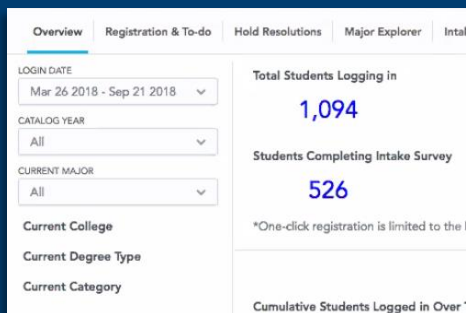 Overview Registration & To-do Hold Resolutions Major Explorer
LOGIN DATE
Mar 26 2018 - Sep 21 2018
CATALOG YEAR
All
CURRENT MAJOR
All
Current College
Current Degree Type
Current Category
Total Students Logging in
1,094
Students Completing Intake Survey
526
*One-click registration is limited to the
Cumulative Students Logged in Over